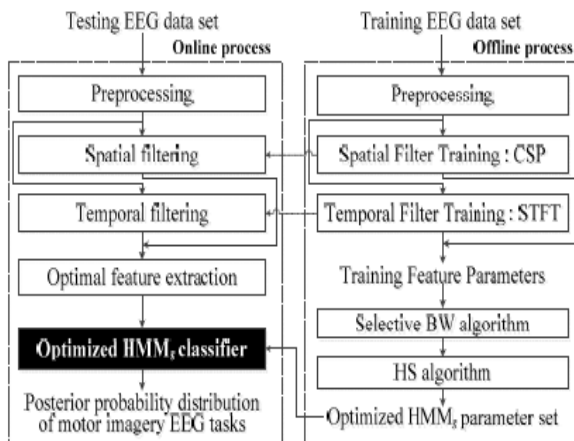 Testing EEG data set
Online process
Preprocessing
Spatial filtering
Temporal filtering
Optimal feature extraction
Optimized HMMs classifier
Posterior probability distribution
of motor imagery EEG tasks
Training EEG data set
Offline process
Preprocessing
Spatial Filter Training : CSP
Temporal Filter Training : STFT
Training Feature Parameters
Selective BW algorithm
HS algorithm
Optimized HMMs parameter set